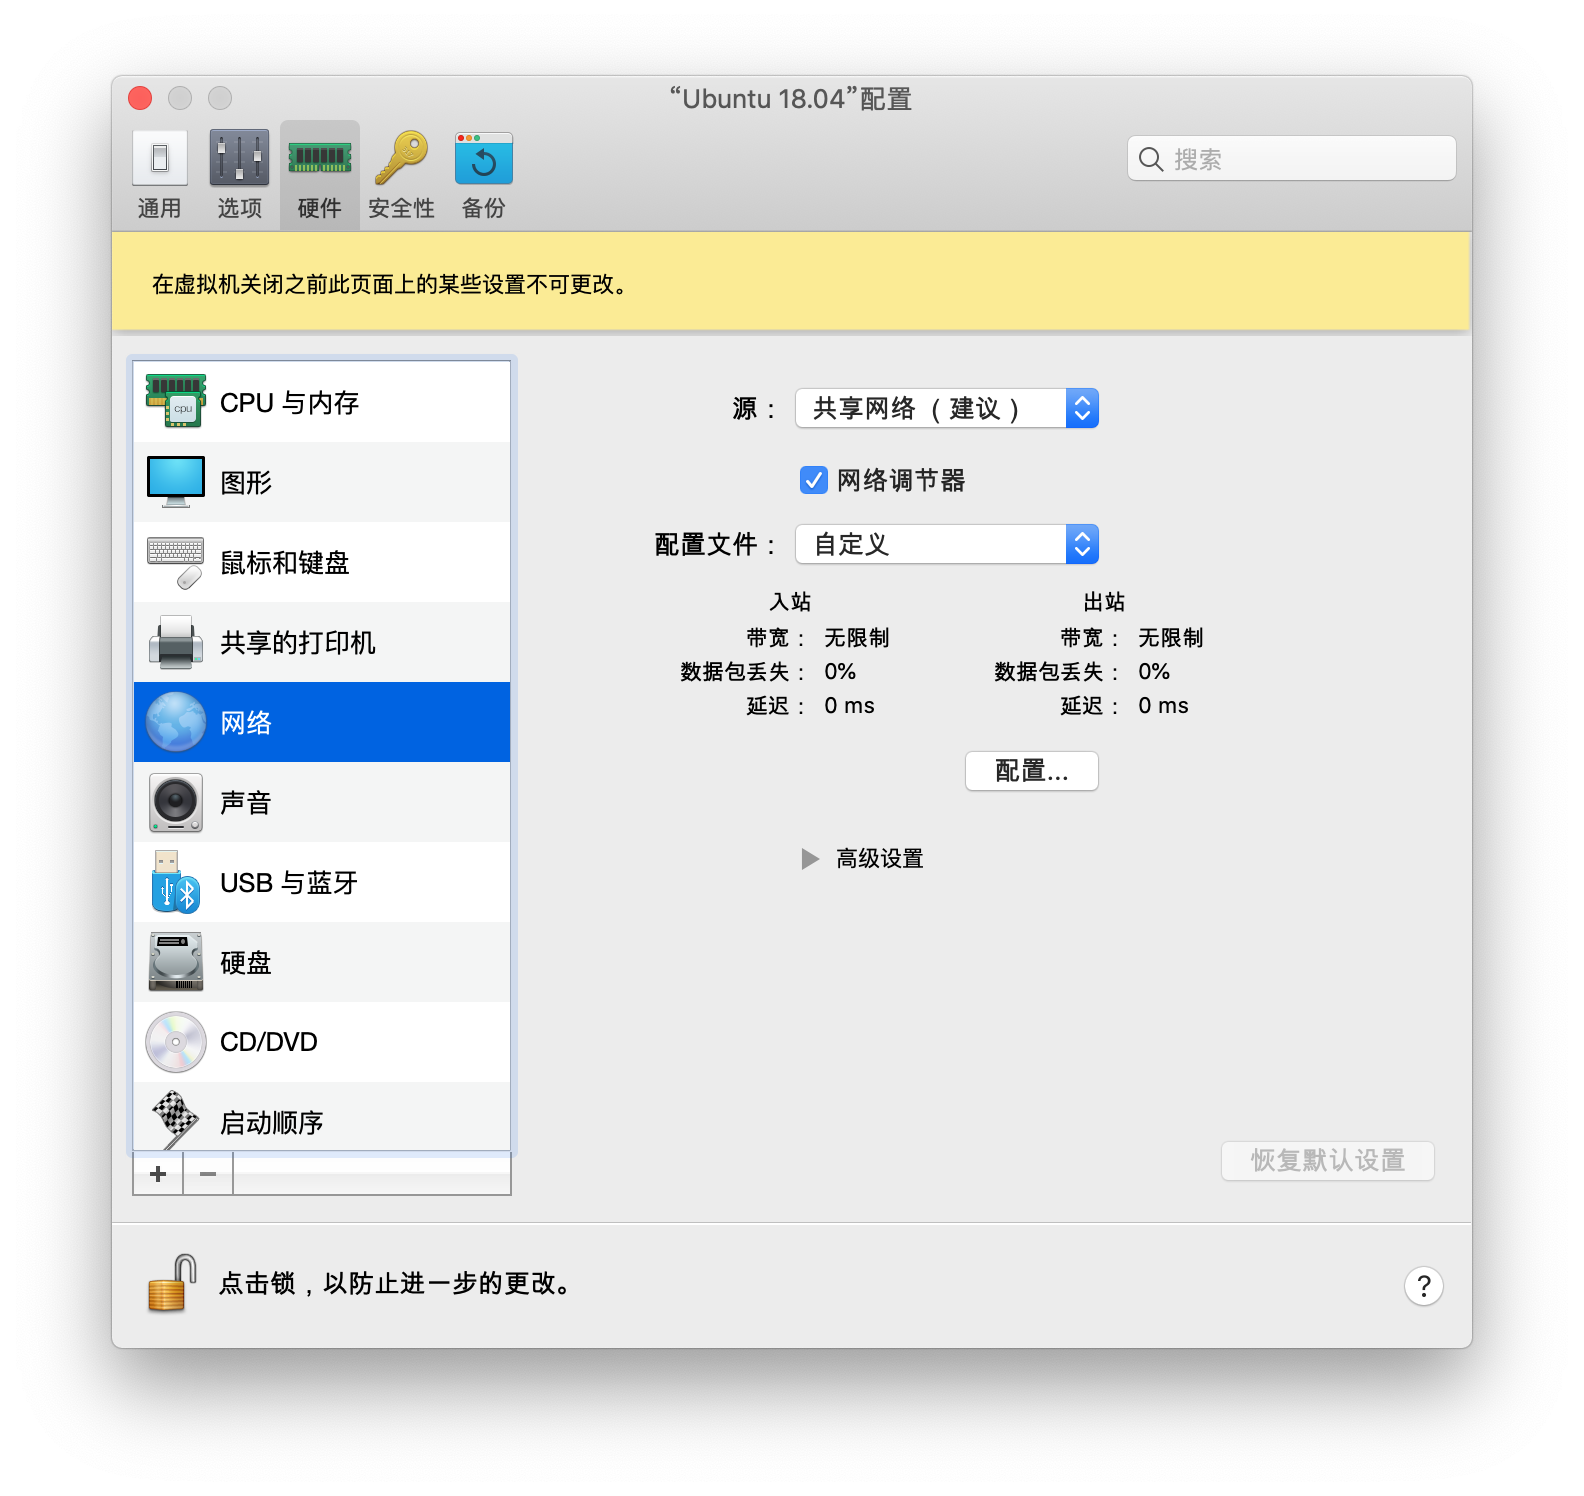 “Ubuntu 18.04”配置
通用 选项 硬件 安全性 备份
搜索
在虚拟机关闭之前此页面上的某些设置不可更改。
CPU 与内存
cpu
图形
鼠标和键盘
共享的打印机
网络
声音
USB 与蓝牙
硬盘
CD/DVD
启动顺序
源： 共享网络（建议）
网络调节器
配置文件： 自定义
入站 出站
带宽： 无限制 带宽： 无限制
数据包丢失： 0% 数据包丢失： 0%
延迟： 0 ms 延迟： 0 ms
配置...
高级设置
恢复默认设置
点击锁，以防止进一步的更改。
?